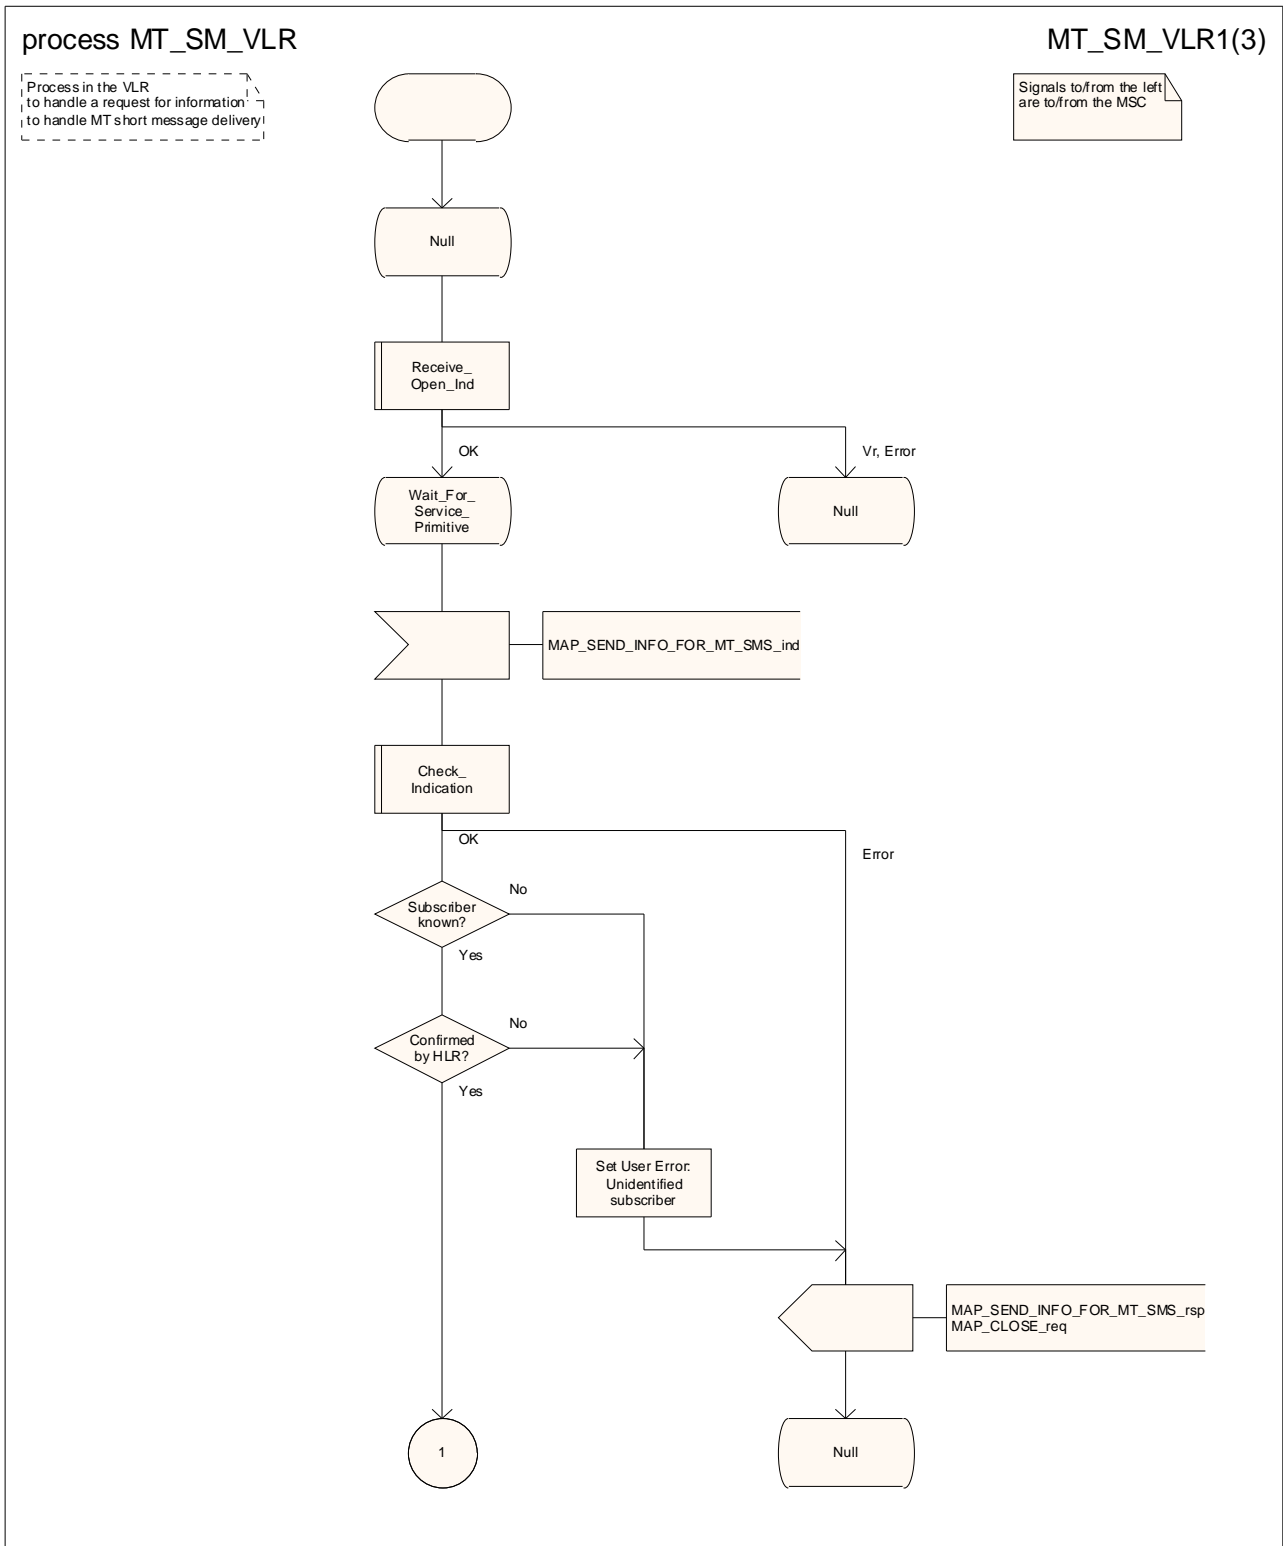 process MT_SM_VLR
MT_SM_VLR1(3)
Process in the VLR
to handle a request for information
to handle MT short message delivery
Signals to/from the left
are to/from the MSC
Null
Receive_
Open_Ind
OK
Vr, Error
Wait_For_
Service_
Primitive
Null
MAP_SEND_INFO_FOR_MT_SMS_ind
Check_
Indication
OK
Error
No
Subscriber
known?
Yes
No
Confirmed
by HLR?
Yes
Set User Error:
Unidentified
subscriber
MAP_SEND_INFO_FOR_MT_SMS_rsp
MAP_CLOSE_req
1
Null